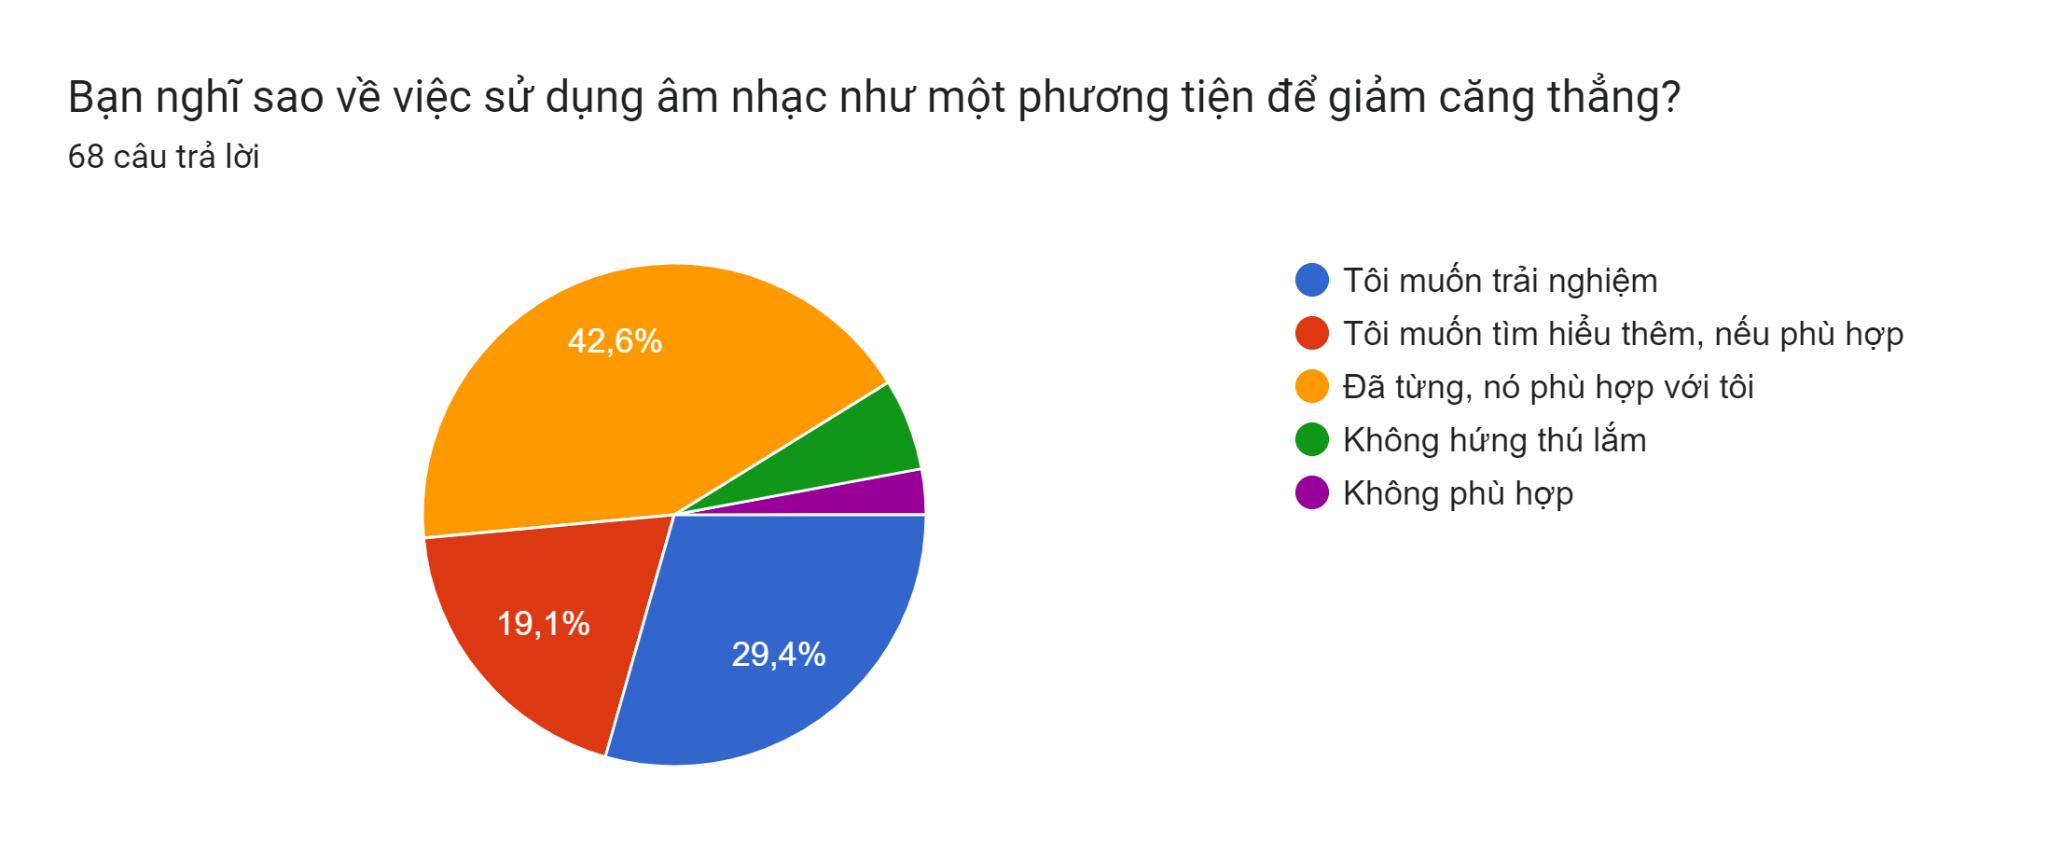 Bạn nghĩ sao về việc sử dụng âm nhạc như một phương tiện để giảm căng thẳng?
68 câu trả lời
42,6%
19,1%
29,4%
Tôi muốn trải nghiệm
Tôi muốn tìm hiểu thêm, nếu phù hợp
Đã từng, nó phù hợp với tôi
Không hứng thú lắm
Không phù hợp